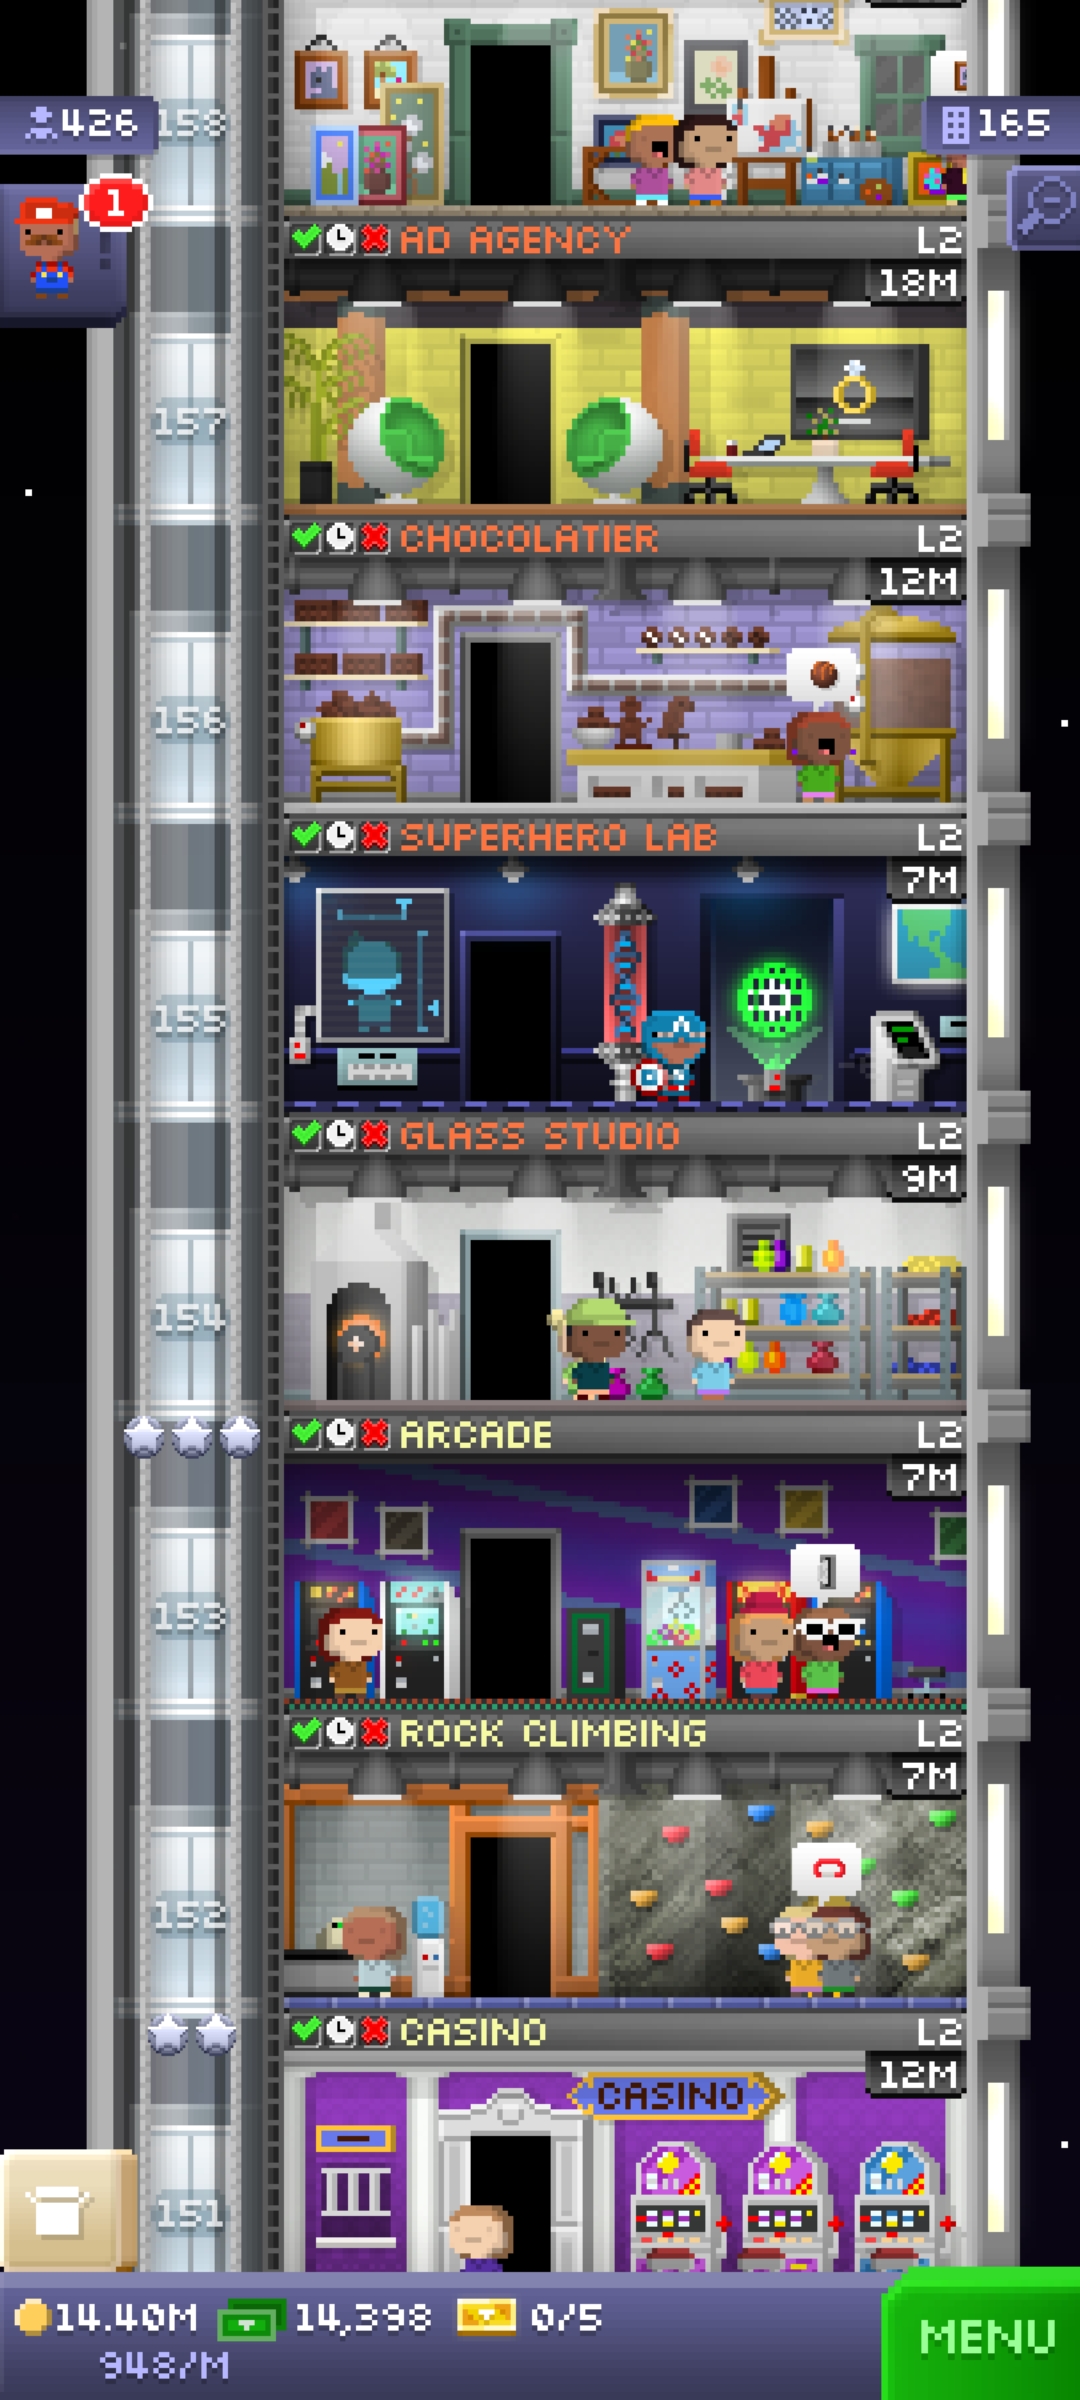 426
158
165
1
AD AGENCY
L2
18M
157
CHOCOLATIER
L2
12M
156
SUPERHERO LAB
L2
7M
155
GLASS STUDIO
L2
9M
154
ARCADE
L2
7M
153
ROCK CLIMBING
L2
7M
152
CASINO
L2
12M
CASINO
151
14.40M
14,398
0/5
948/M
MENU